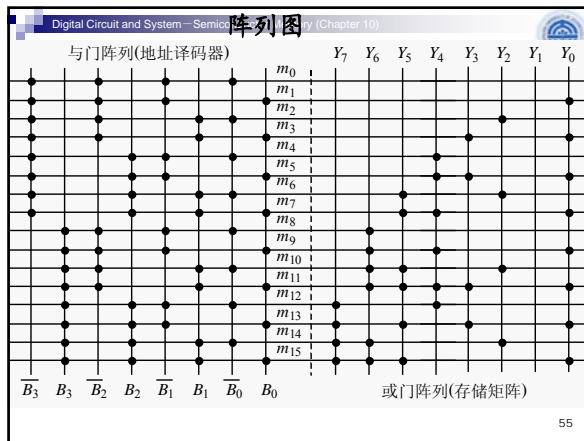 Digital Circuit and System－Semiconductor Memory (Chapter 10)
阵列图
与门阵列(地址译码器)
Y₇ Y₆ Y₅ Y₄ Y₃ Y₂ Y₁ Y₀
m₀
m₁
m₂
m₃
m₄
m₅
m₆
m₇
m₈
m₉
m₁₀
m₁₁
m₁₂
m₁₃
m₁₄
m₁₅
B̅₃ B₃ B̅₂ B₂ B̅₁ B₁ B̅₀ B₀
或门阵列(存储矩阵)
55